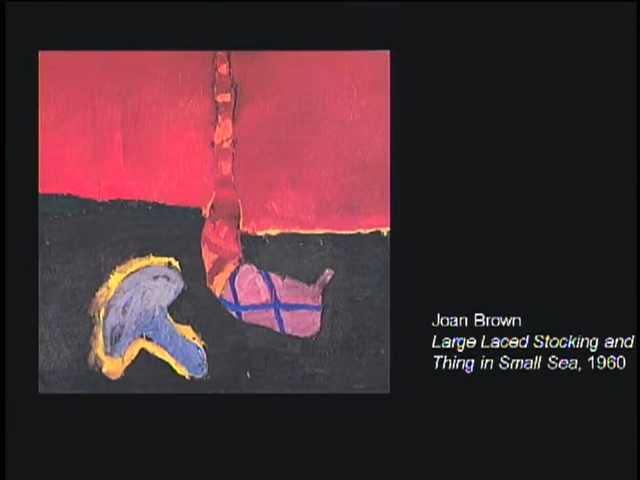 Joan Brown
Large Laced Stocking and
Thing in Small Sea, 1960